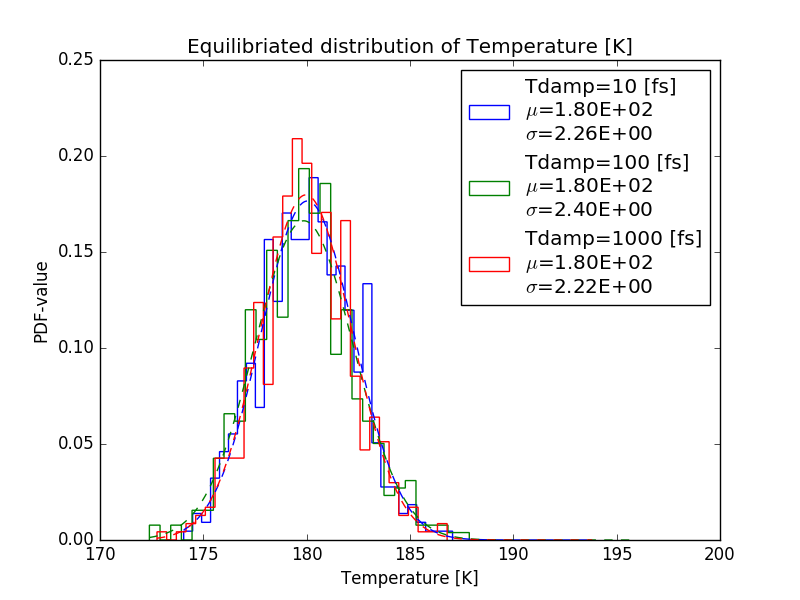 Equilibriated distribution of Temperature [K]
0.25
0.20
0.15
0.10
0.05
0.00
PDF-value
Tdamp=10 [fs]
μ=1.80E+02
σ=2.26E+00
Tdamp=100 [fs]
μ=1.80E+02
σ=2.40E+00
Tdamp=1000 [fs]
μ=1.80E+02
σ=2.22E+00
170 175 180 185 190 195 200
Temperature [K]